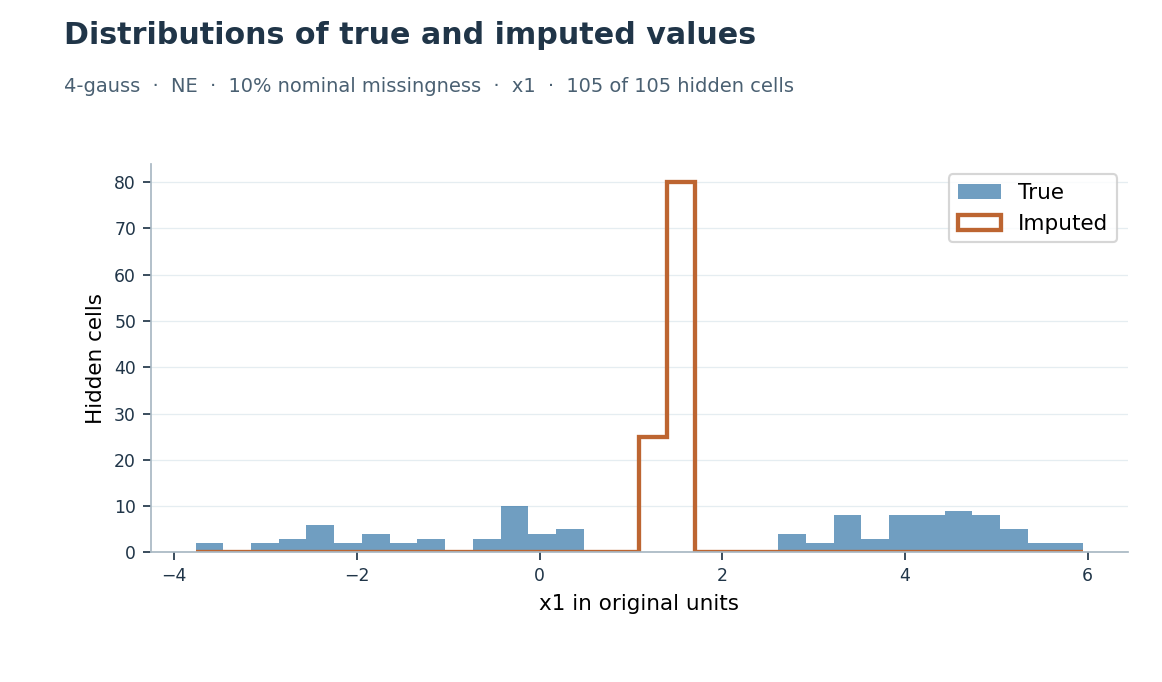 Distributions of true and imputed values
4-gauss · NE · 10% nominal missingness · x1 · 105 of 105 hidden cells
80
70
60
50
40
30
20
10
0
Hidden cells
True
Imputed
−4
−2
0
2
4
6
x1 in original units